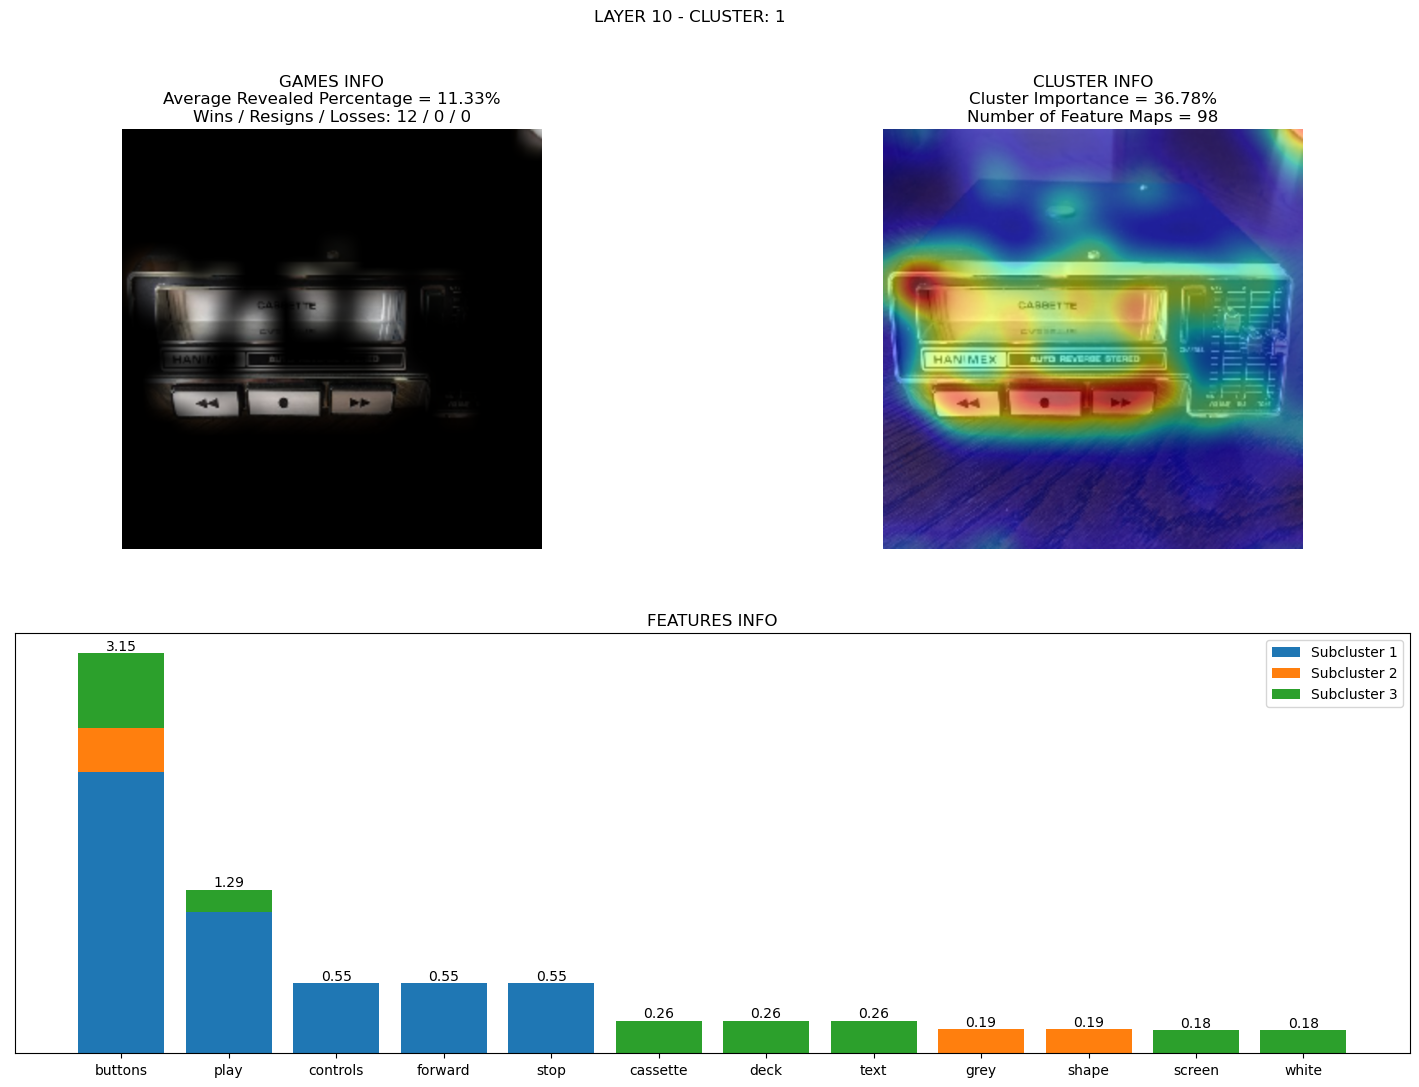 LAYER 10 - CLUSTER: 1
GAMES INFO
Average Revealed Percentage = 11.33%
Wins / Resigns / Losses: 12 / 0 / 0
CASSETTE
HANIMEX
CLUSTER INFO
Cluster Importance = 36.78%
Number of Feature Maps = 98
CASSETTE
HANIMEX AUTO REVERSE STEREO
FEATURES INFO
Subcluster 1
Subcluster 2
Subcluster 3
3.15
1.29
0.55
0.55
0.55
0.26
0.26
0.26
0.19
0.19
0.18
0.18
buttons play controls forward stop cassette deck text grey shape screen white